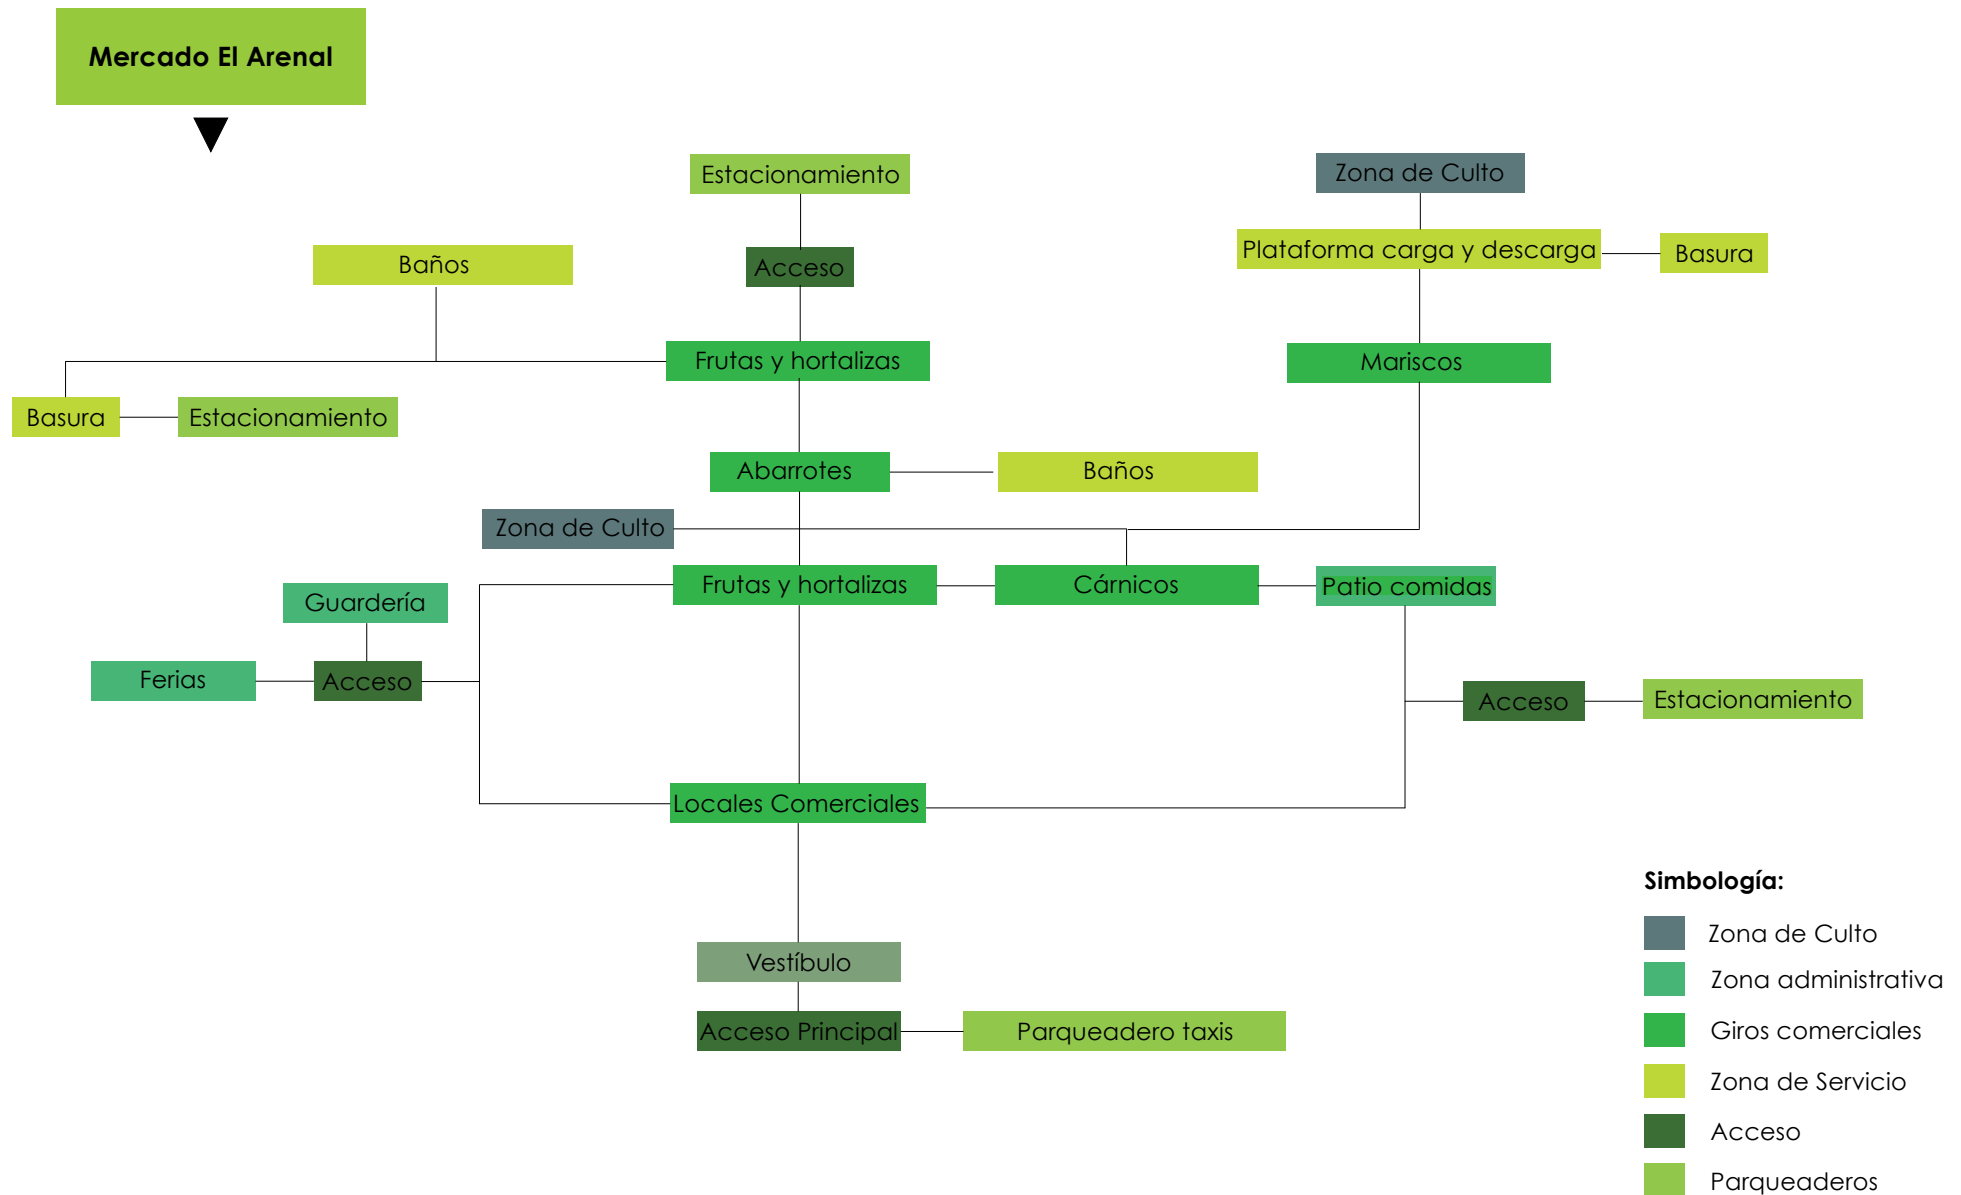 Mercado El Arenal
Estacionamiento
Zona de Culto
Baños
Acceso
Plataforma carga y descarga
Basura
Frutas y hortalizas
Mariscos
Basura
Estacionamiento
Abarrotes
Baños
Zona de Culto
Frutas y hortalizas
Cárnicos
Patio comidas
Guardería
Ferias
Acceso
Acceso
Estacionamiento
Locales Comerciales
Vestíbulo
Acceso Principal
Parqueadero taxis
Simbología:
Zona de Culto
Zona administrativa
Giros comerciales
Zona de Servicio
Acceso
Parqueaderos